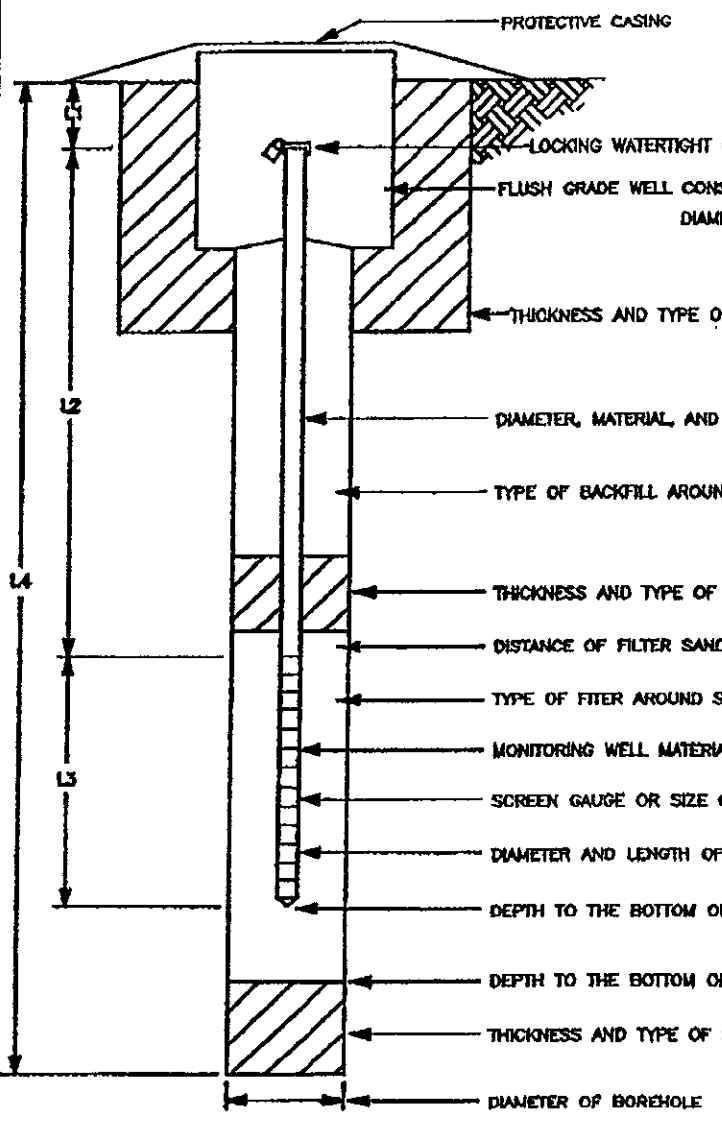 PROTECTIVE CASING
L1
LOCKING WATERTIGHT
FLUSH GRADE WELL CONS
DIAM
THICKNESS AND TYPE O
L2
DIAMETER, MATERIAL, AND
TYPE OF BACKFILL AROUN
L4
THICKNESS AND TYPE OF
DISTANCE OF FILTER SAND
TYPE OF FITER AROUND S
MONITORING WELL MATERIA
L3
SCREEN GAUGE OR SIZE O
DIAMETER AND LENGTH OF
DEPTH TO THE BOTTOM O
DEPTH TO THE BOTTOM O
THICKNESS AND TYPE OF
DIAMETER OF BOREHOLE